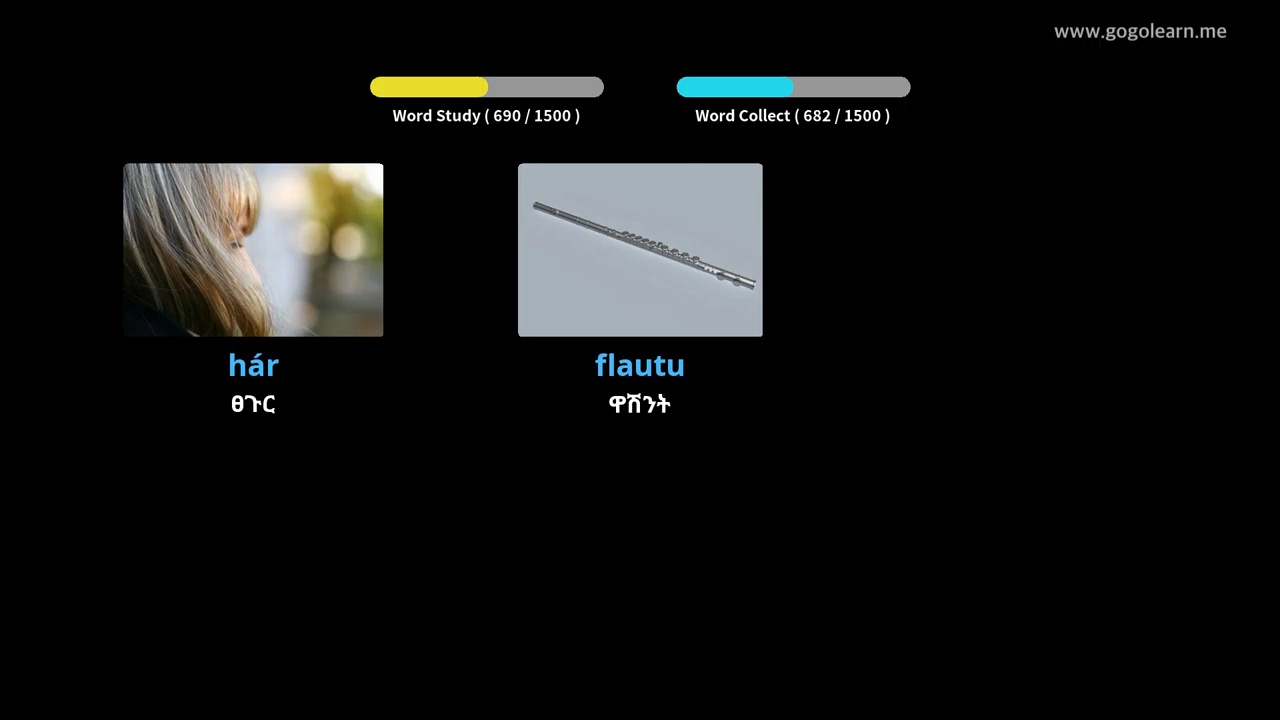 www.gogolearn.me
Word Study ( 690 / 1500 )
Word Collect ( 682 / 1500 )
hár
ፀጉር
flautu
ዋሽንት